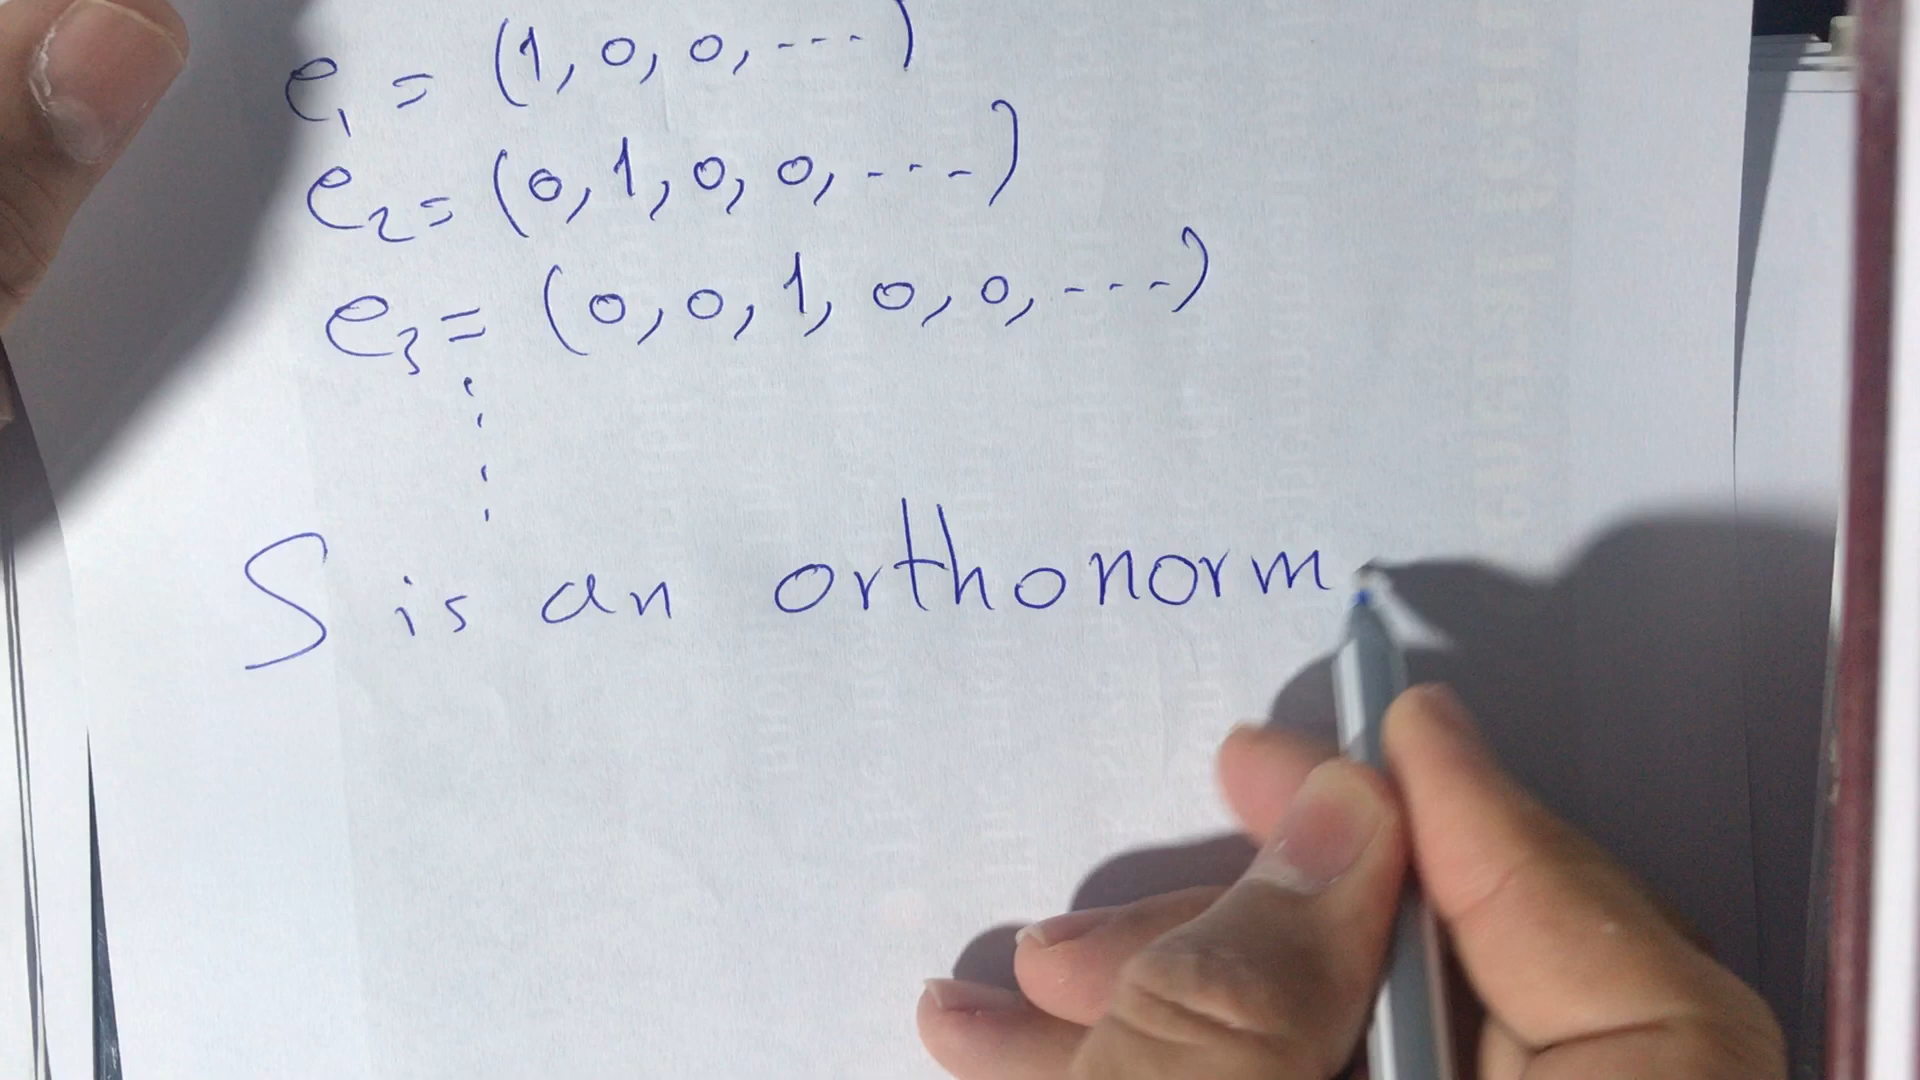 e₁ = (1, 0, 0, ---)
e₂ = (0, 1, 0, 0, ---)
e₃ = (0, 0, 1, 0, 0, ---)
S is an orthonorm